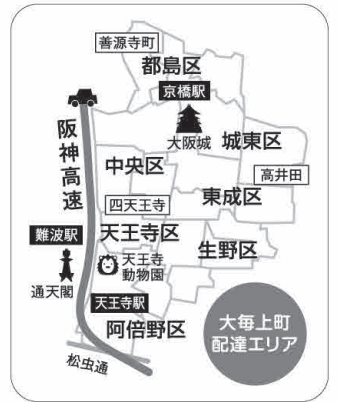 善源寺町
都島区
京橋駅
大阪城
城東区
阪神高速
中央区
高井田
東成区
四天王寺
難波駅
天王寺区
生野区
通天閣
天王寺
動物園
天王寺駅
阿倍野区
大毎上町
配達エリア
松虫通